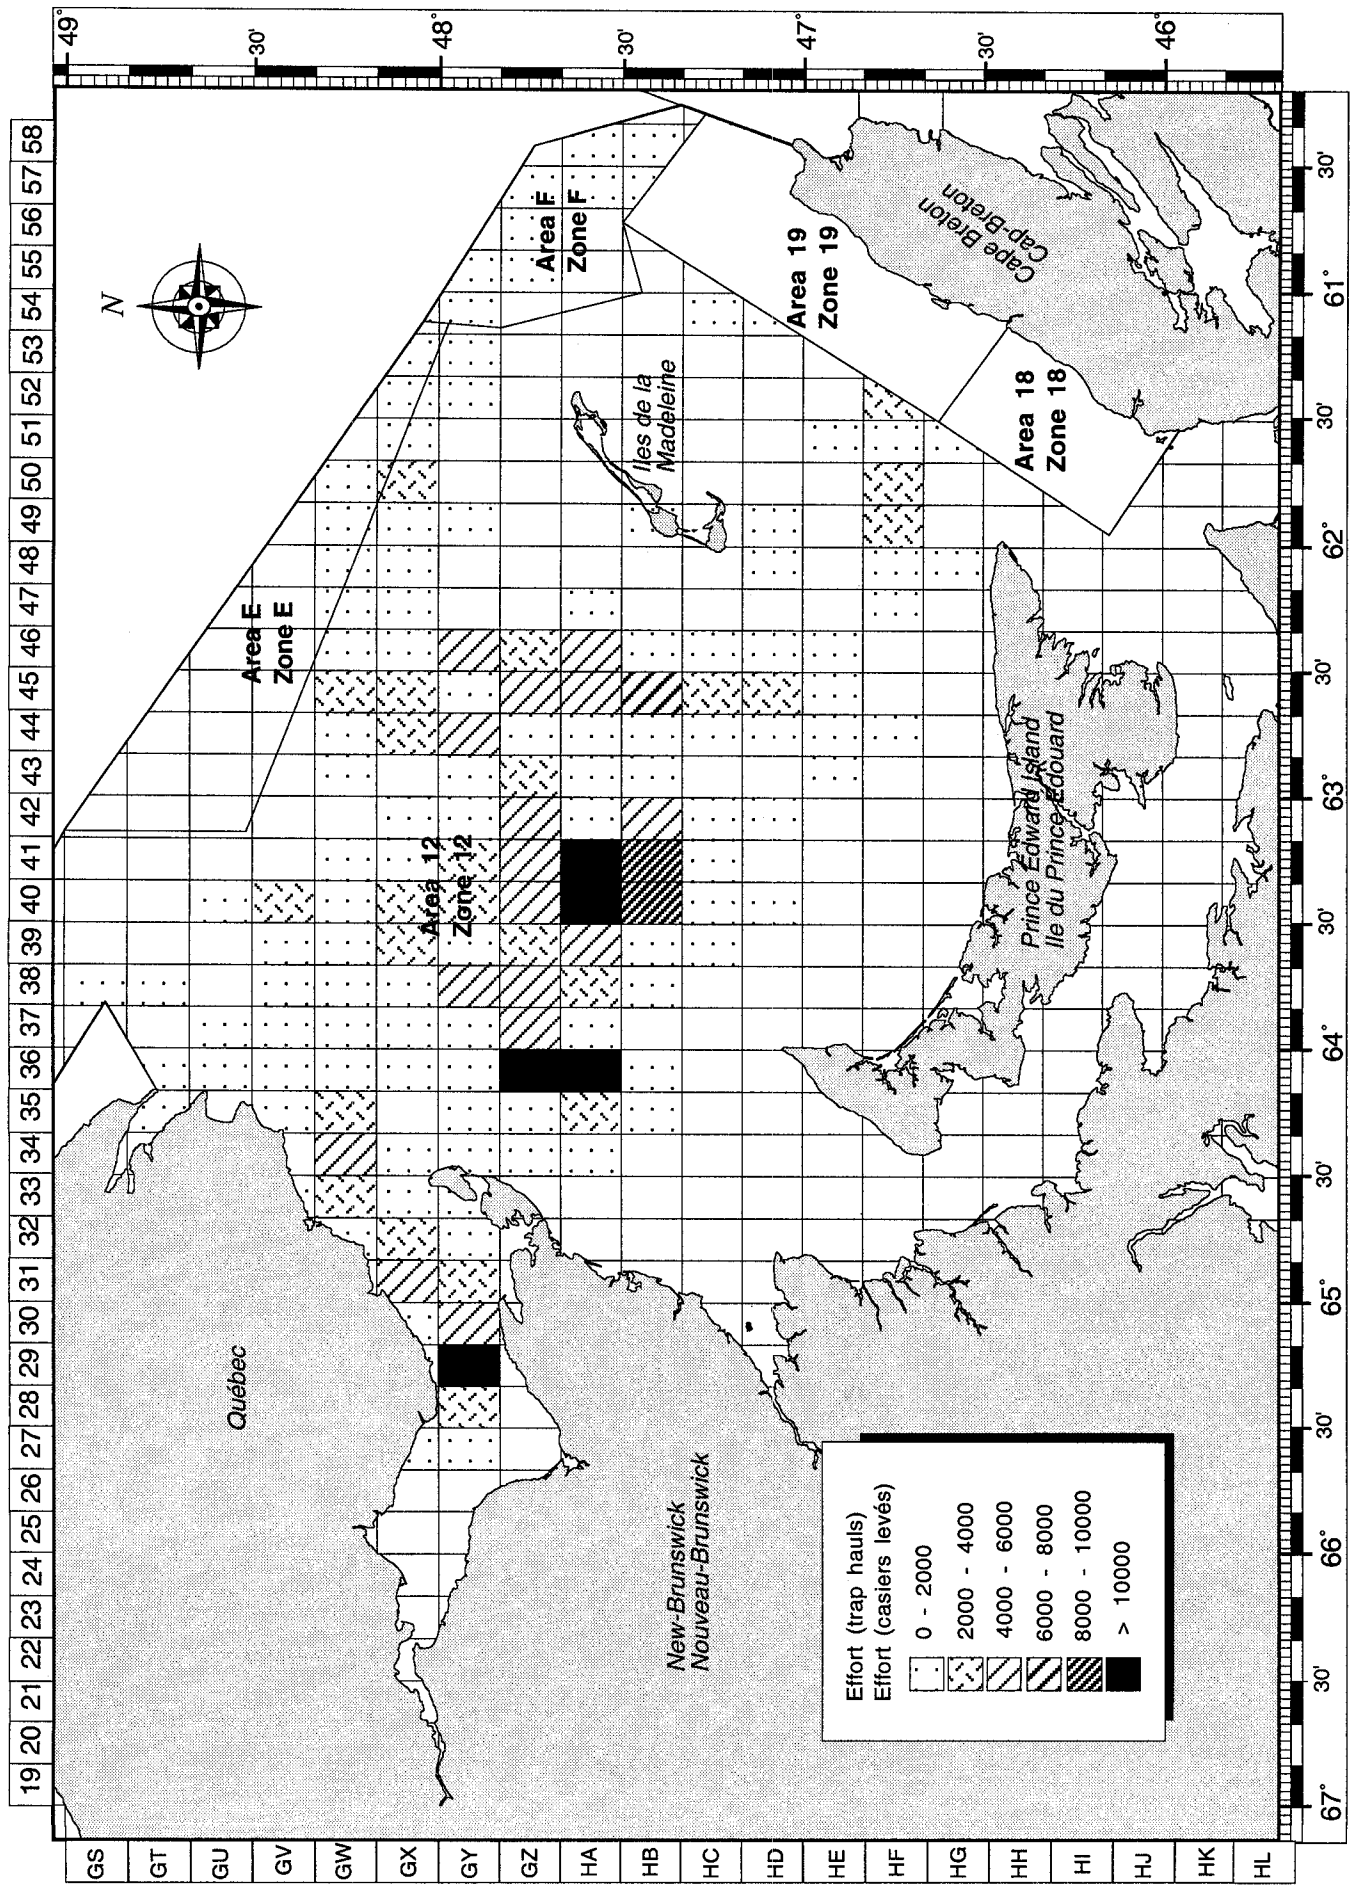 19 20 21 22 23 24 25 26 27 28 29 30 31 32 33 34 35 36 37 38 39 40 41 42 43 44 45 46 47 48 49 50 51 52 53 54 55 56 57 58
49°
30'
48°
30'
47°
30'
46°
GS
GT
GU
GV
GW
GX
GY
GZ
HA
HB
HC
HD
HE
HF
HG
HH
HI
HJ
HK
HL
N
Québec
Area E
Zone E
Area 12
Zone 12
Area F
Zone F
Iles de la
Madeleine
Area 19
Zone 19
Cape Breton
Cap-Breton
Area 18
Zone 18
New-Brunswick
Nouveau-Brunswick
Prince Edward Island
Ile du Prince Edouard
Effort (trap hauls)
Effort (casiers levés)
0 - 2000
2000 - 4000
4000 - 6000
6000 - 8000
8000 - 10000
> 10000
67° 30' 66° 30' 65° 30' 64° 30' 63° 30' 62° 30' 61° 30'